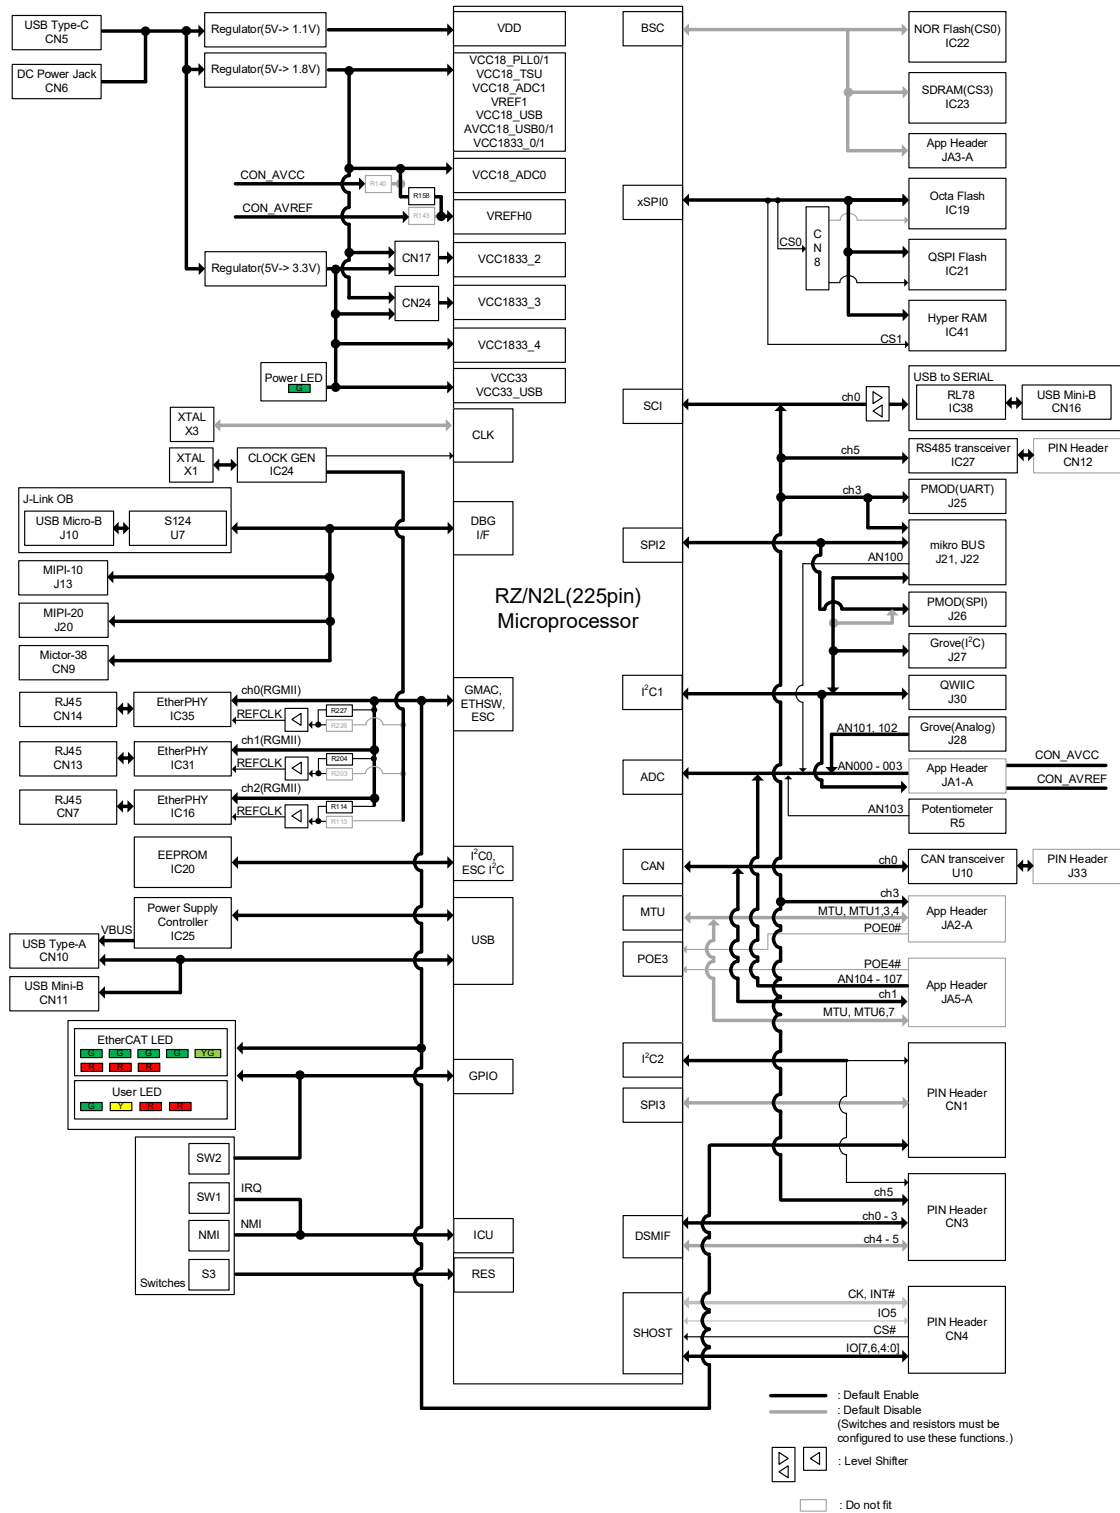 USB Type-C
CN5
DC Power Jack
CN6
Regulator(5V-> 1.1V)
Regulator(5V-> 1.8V)
VDD
VCC18_PLL0/1
VCC18_TSU
VCC18_ADC1
VREF1
VCC18_USB
AVCC18_USB0/1
VCC1833_0/1
CON_AVCC
R140
R158
VCC18_ADC0
CON_AVREF
R143
VREFH0
Regulator(5V-> 3.3V)
CN17
VCC1833_2
CN24
VCC1833_3
VCC1833_4
Power LED
G
VCC33
VCC33_USB
XTAL
X3
CLK
XTAL
X1
CLOCK GEN
IC24
J-Link OB
USB Micro-B
J10
S124
U7
DBG
I/F
MIPI-10
J13
MIPI-20
J20
Mictor-38
CN9
RZ/N2L(225pin)
Microprocessor
RJ45
CN14
EtherPHY
IC35
ch0(RGMII)
REFCLK
R227
R226
GMAC,
ETHSW,
ESC
RJ45
CN13
EtherPHY
IC31
ch1(RGMII)
REFCLK
R204
R203
RJ45
CN7
EtherPHY
IC16
ch2(RGMII)
REFCLK
R114
R113
EEPROM
IC20
I²C0,
ESC I²C
Power Supply
Controller
IC25
VBUS
USB Type-A
CN10
USB Mini-B
CN11
USB
EtherCAT LED
G G G G YG
R R R
User LED
G Y R R
GPIO
SW2
SW1
IRQ
NMI
NMI
ICU
S3
Switches
RES
BSC
NOR Flash(CS0)
IC22
SDRAM(CS3)
IC23
App Header
JA3-A
xSPI0
CS0
C
N
8
Octa Flash
IC19
QSPI Flash
IC21
Hyper RAM
IC41
CS1
SCI
ch0
USB to SERIAL
RL78
IC38
USB Mini-B
CN16
ch5
RS485 transceiver
IC27
PIN Header
CN12
ch3
PMOD(UART)
J25
SPI2
AN100
mikro BUS
J21, J22
PMOD(SPI)
J26
Grove(I²C)
J27
I²C1
QWIIC
J30
AN101, 102
Grove(Analog)
J28
ADC
AN000 - 003
App Header
JA1-A
CON_AVCC
CON_AVREF
AN103
Potentiometer
R5
CAN
ch0
CAN transceiver
U10
PIN Header
J33
MTU
ch3
MTU, MTU1,3,4
POE0#
App Header
JA2-A
POE3
POE4#
AN104 - 107
ch1
MTU, MTU6,7
App Header
JA5-A
I²C2
SPI3
PIN Header
CN1
ch5
DSMIF
ch0 - 3
ch4 - 5
PIN Header
CN3
SHOST
CK, INT#
IO5
CS#
IO[7,6,4:0]
PIN Header
CN4
: Default Enable
: Default Disable
(Switches and resistors must be
configured to use these functions.)
: Level Shifter
: Do not fit